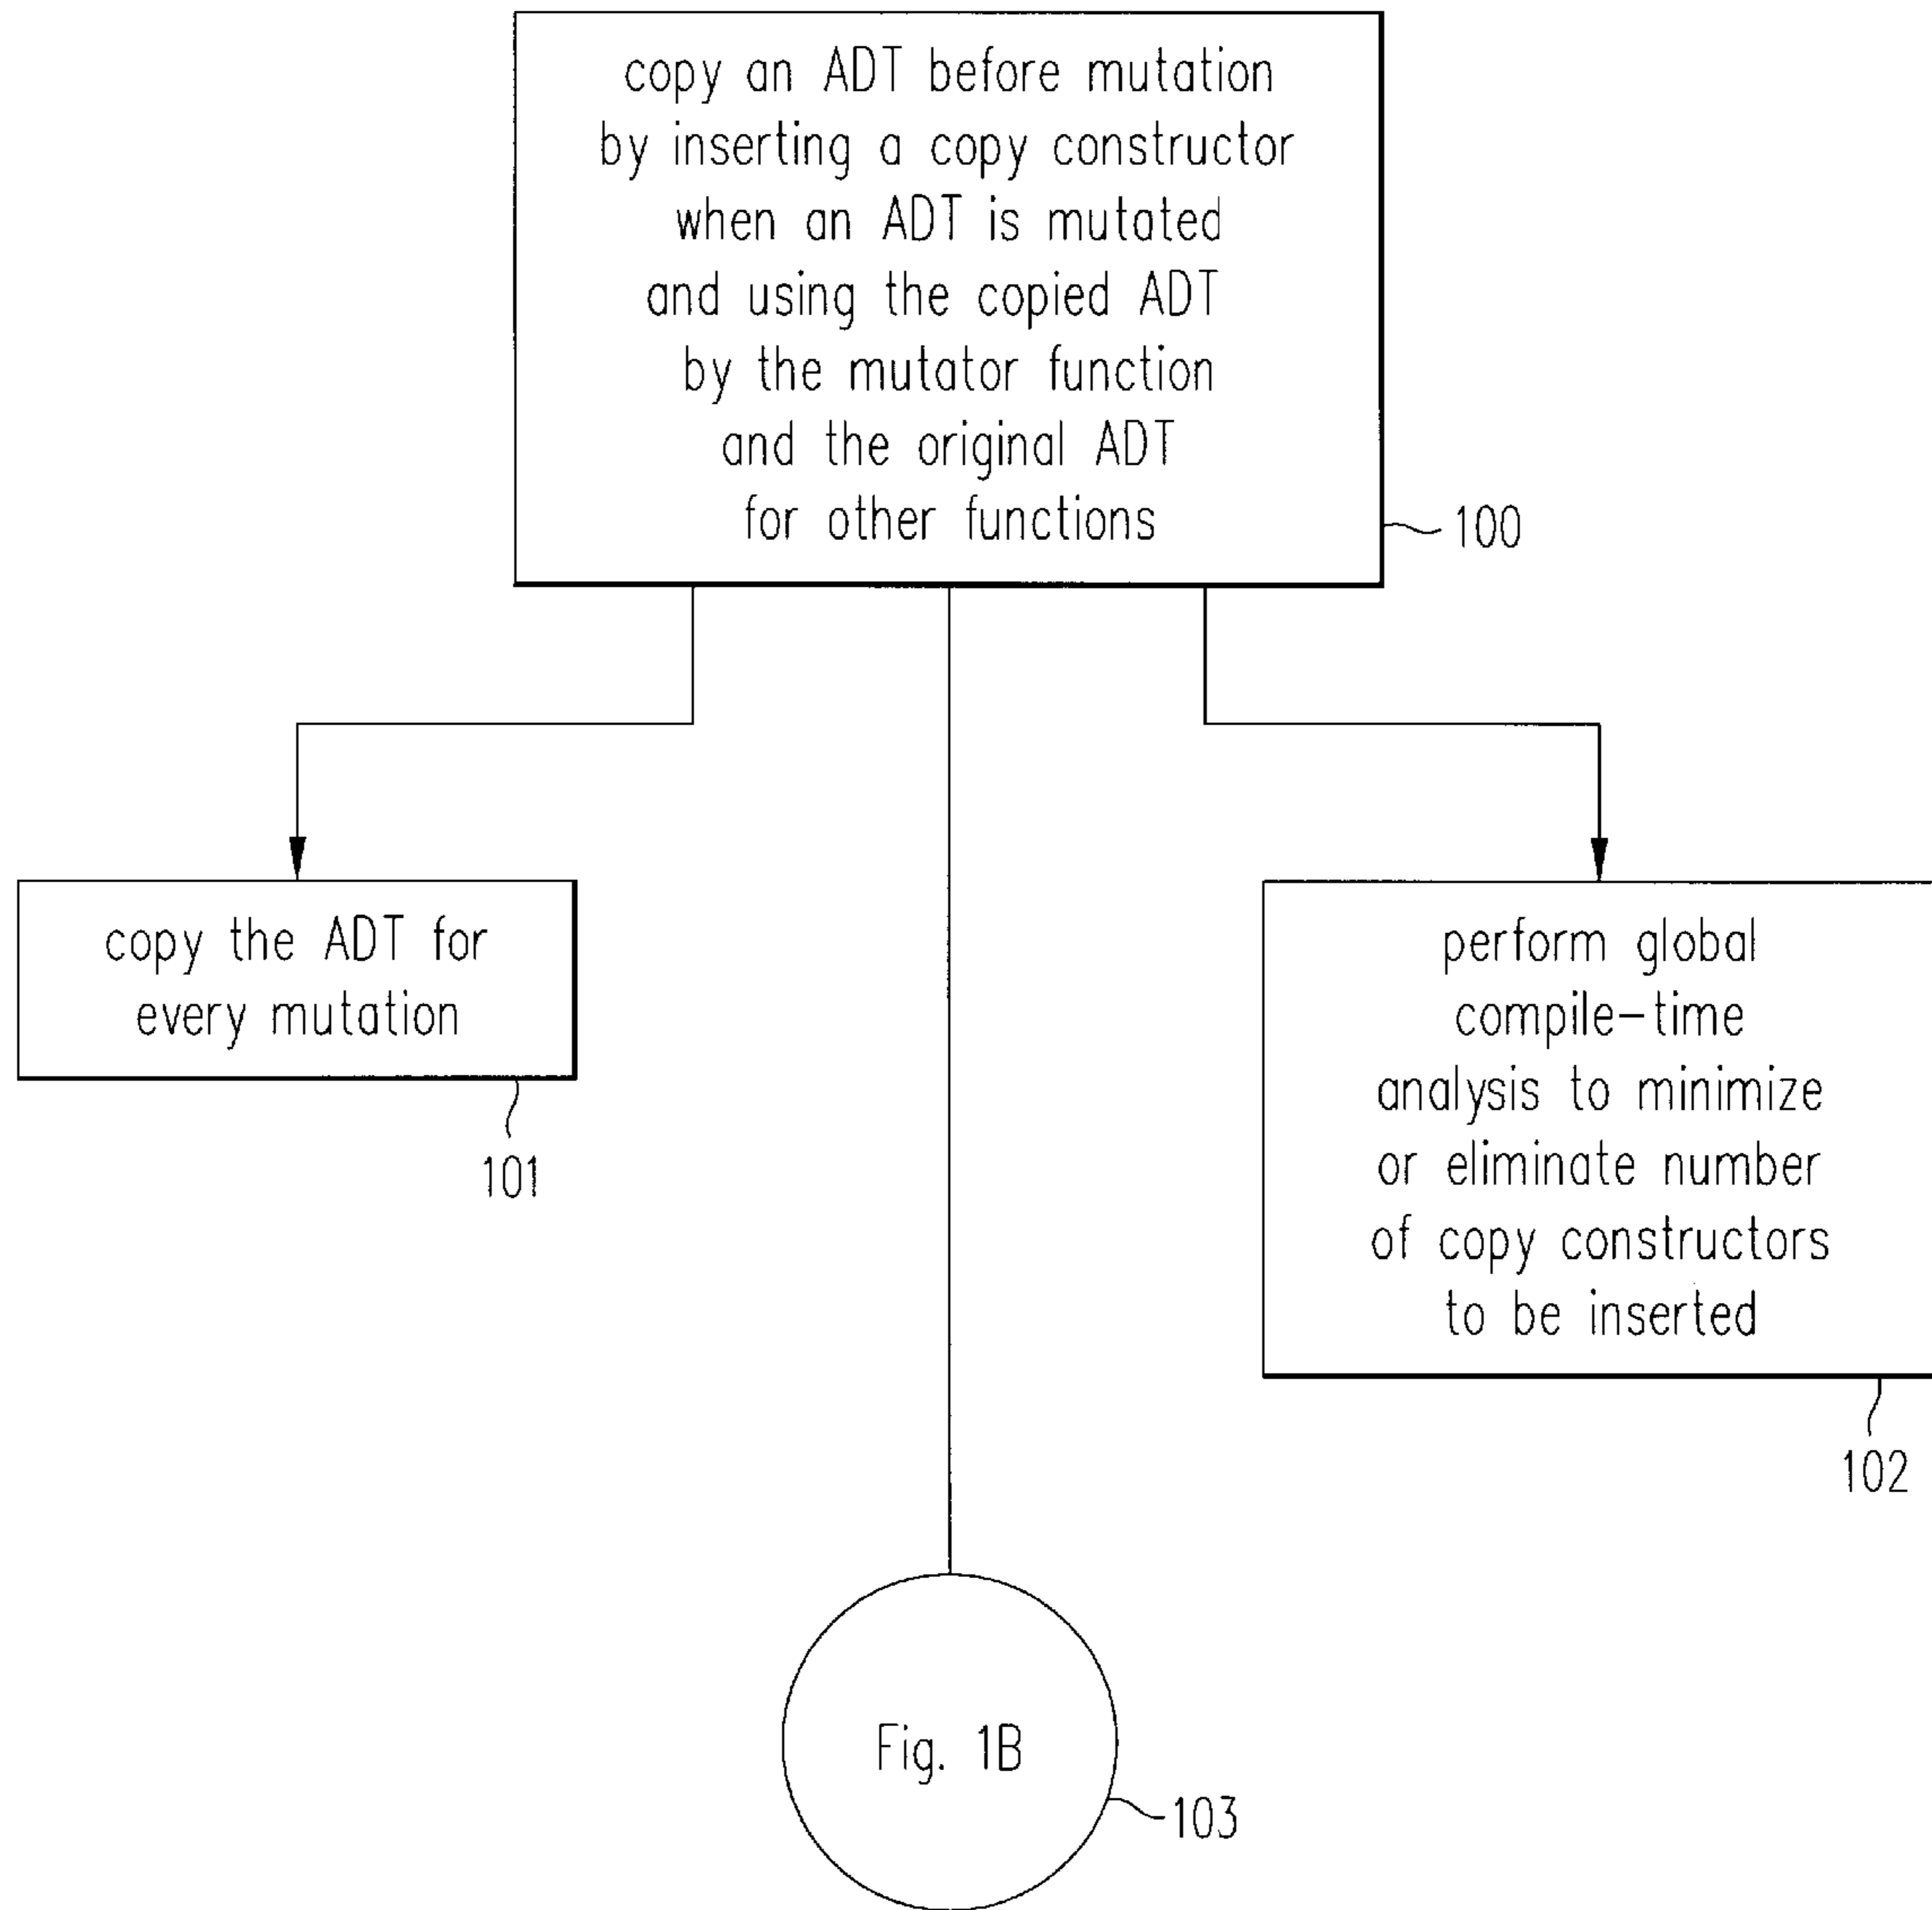 copy an ADT before mutation
by inserting a copy constructor
when an ADT is mutated
and using the copied ADT
by the mutator function
and the original ADT
for other functions
100
copy the ADT for
every mutation
101
perform global
compile-time
analysis to minimize
or eliminate number
of copy constructors
to be inserted
102
Fig. 1B
103